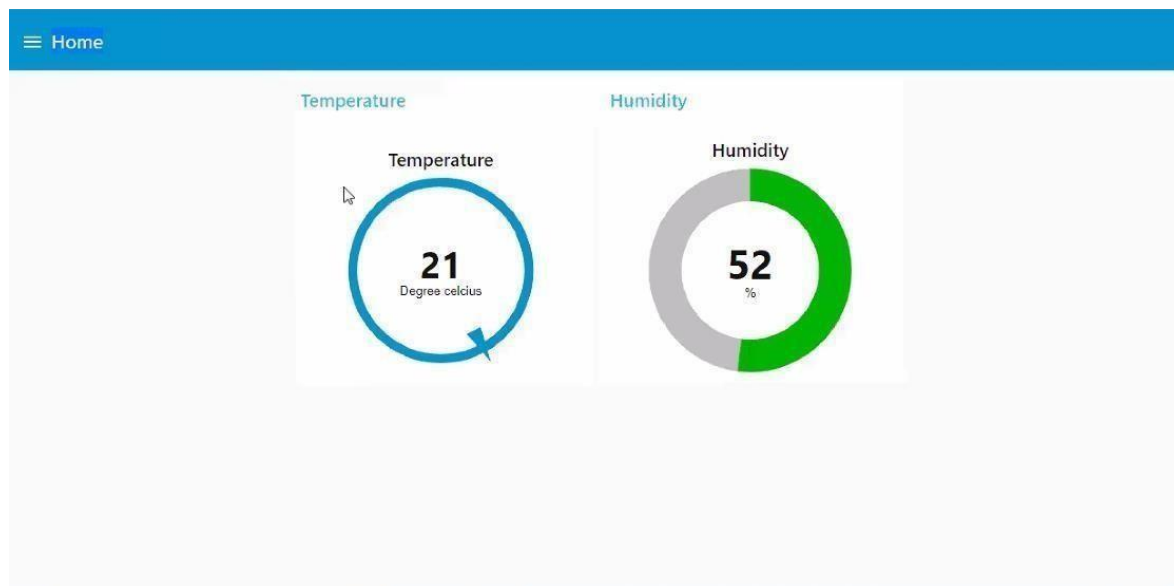 Home
Temperature
Humidity
Temperature
21
Degree celcius
Humidity
52
%